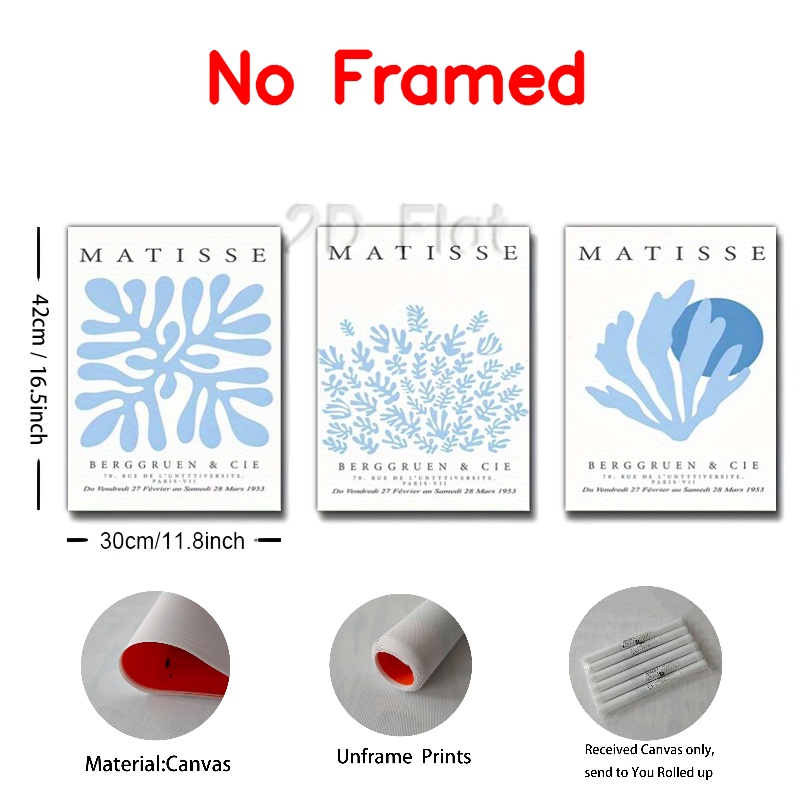 No Framed
2D Flat
MATISSE
BERGGRUEN & CIE
70, RUE DE L'UNTTTIVERSITE,
PARIS-VII
Du Vendredi 27 Février au Samedi 28 Mars 1953
MATISSE
BERGGRUEN & CIE
70, RUE DE L'UNTTTIVERSITE,
PARIS-VII
Du Vendredi 27 Février au Samedi 28 Mars 1953
MATISSE
BERGGRUEN & CIE
70, RUE DE L'UNTTTIVERSITE,
PARIS-VII
Du Vendredi 27 Février au Samedi 28 Mars 1953
42cm / 16.5inch
30cm/11.8inch
Material:Canvas
Unframe Prints
Received Canvas only,
send to You Rolled up